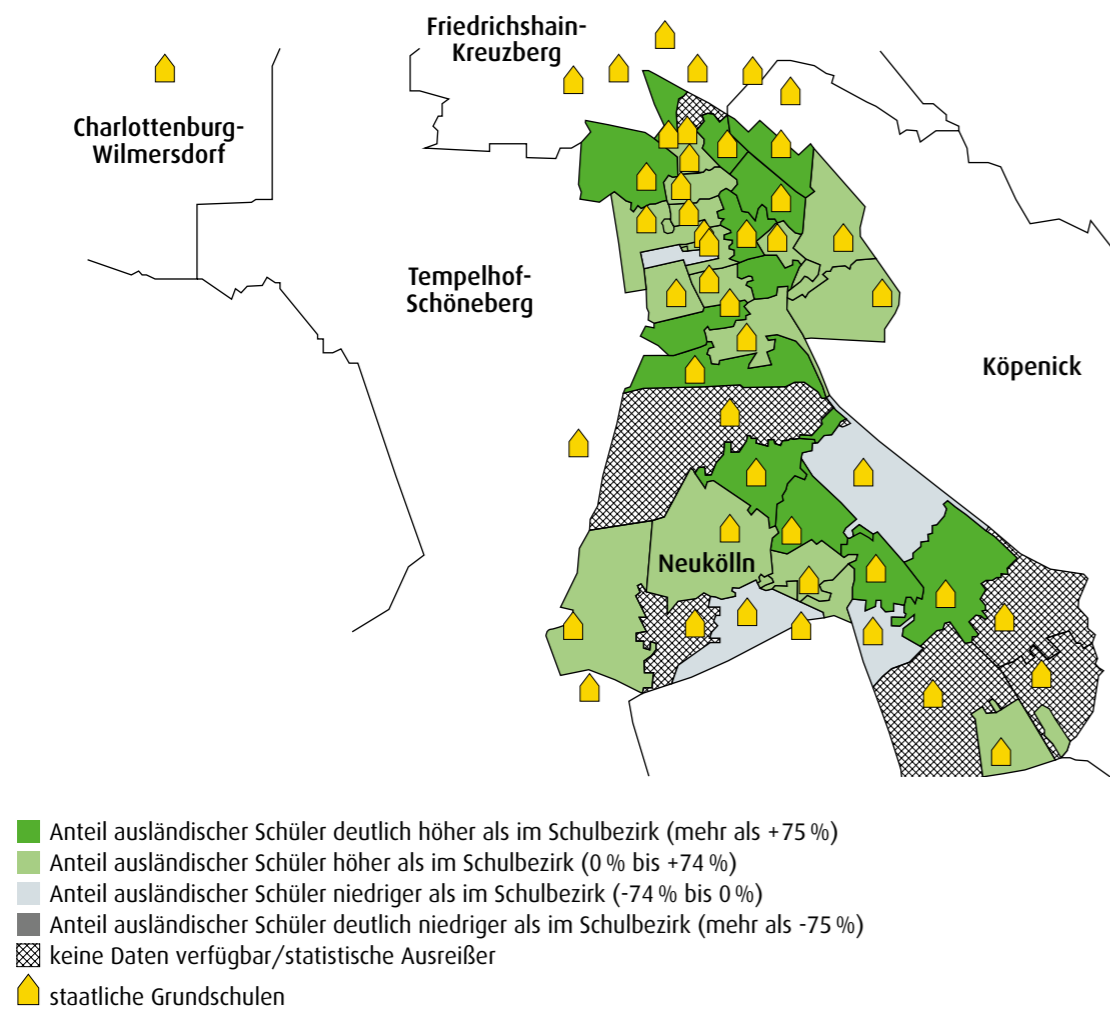 Friedrichshain-
Kreuzberg
Charlottenburg-
Wilmersdorf
Tempelhof-
Schöneberg
Köpenick
Neukölln
Anteil ausländischer Schüler deutlich höher als im Schulbezirk (mehr als +75 %)
Anteil ausländischer Schüler höher als im Schulbezirk (0 % bis +74 %)
Anteil ausländischer Schüler niedriger als im Schulbezirk (-74 % bis 0 %)
Anteil ausländischer Schüler deutlich niedriger als im Schulbezirk (mehr als -75 %)
keine Daten verfügbar/statistische Ausreißer
staatliche Grundschulen